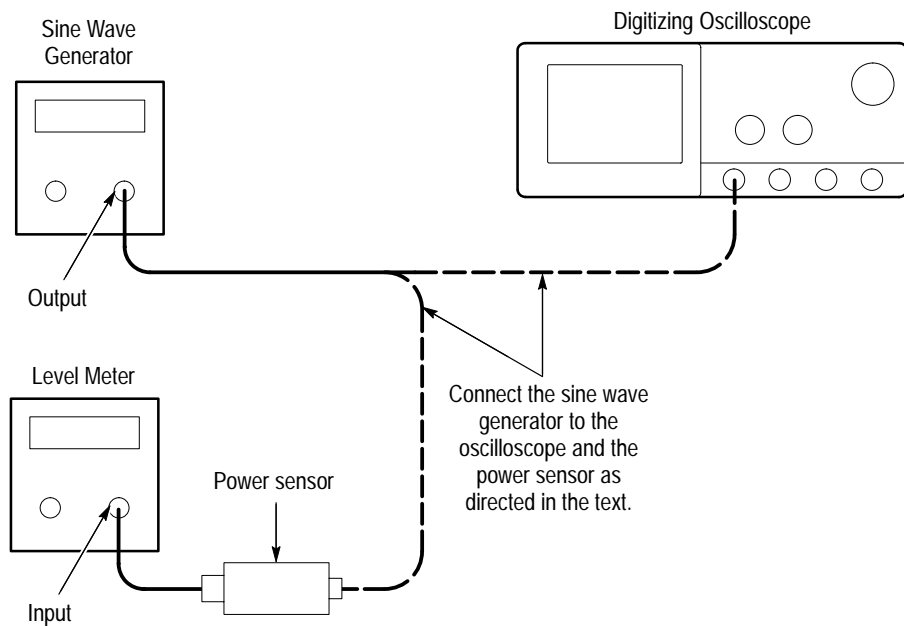 Sine Wave
Generator
Digitizing Oscilloscope
Output
Level Meter
Connect the sine wave
generator to the
oscilloscope and the
power sensor as
directed in the text.
Power sensor
Input